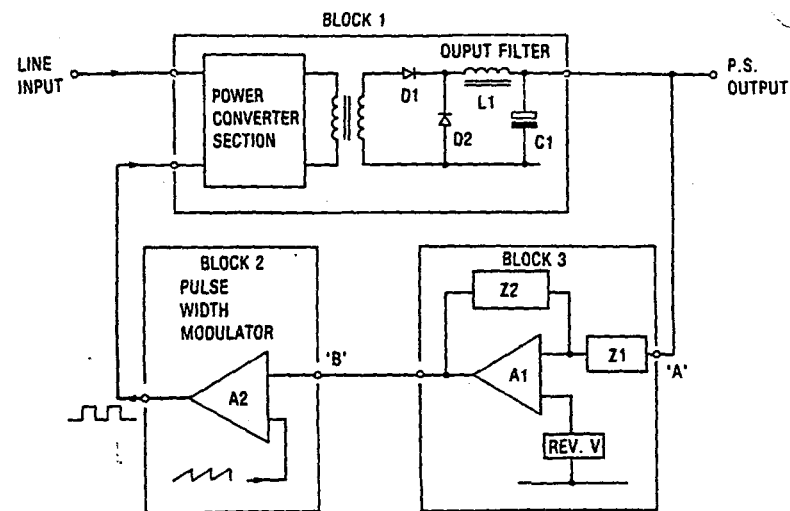 BLOCK 1
LINE
INPUT
POWER
CONVERTER
SECTION
OUPUT FILTER
D1
L1
D2
C1
P.S.
OUTPUT
BLOCK 2
PULSE
WIDTH
MODULATOR
A2
'B'
BLOCK 3
Z2
Z1
A1
'A'
REV. V